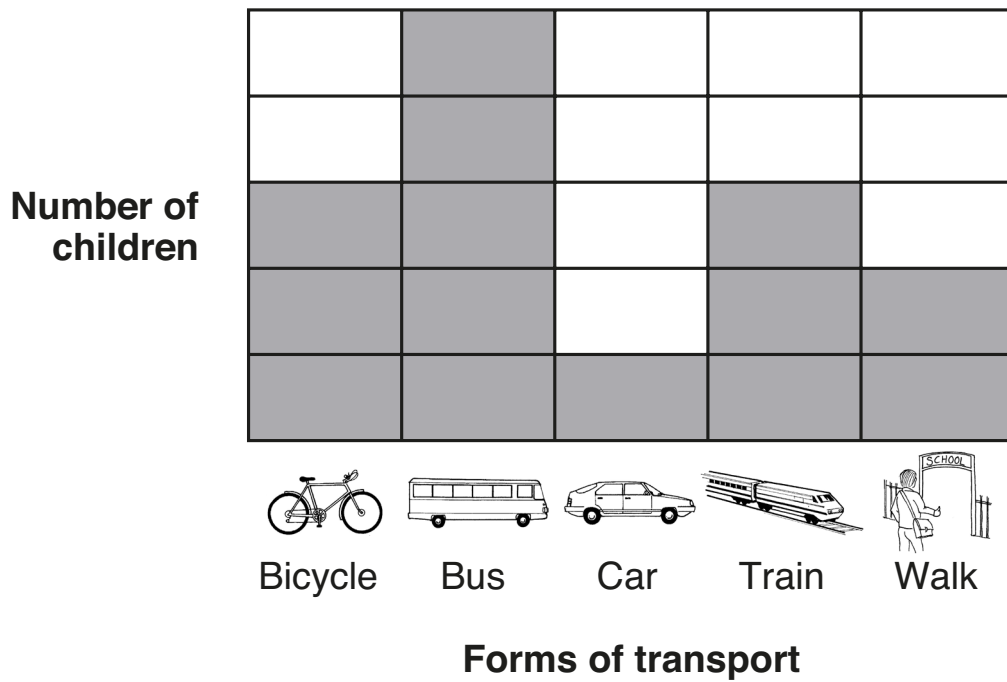 Number of
children
SCHOOL
Bicycle Bus Car Train Walk
Forms of transport